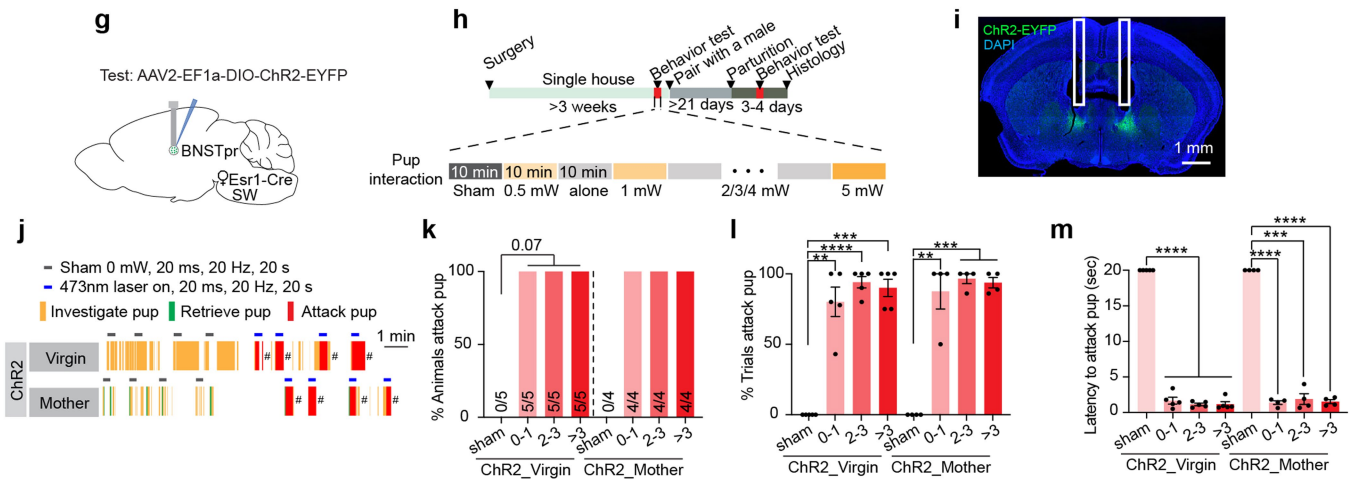 g
Test: AAV2-EF1a-DIO-ChR2-EYFP
BNSTpr
♀Esr1-Cre
SW
h
Surgery
Behavior test
Pair with a male
Parturition
Behavior test
Histology
Single house
>3 weeks
>21 days
3-4 days
Pup
interaction
10 min
10 min
10 min
10 min
• • •
Sham
0.5 mW
alone
1 mW
2/3/4 mW
5 mW
i
ChR2-EYFP
DAPI
1 mm
j
Sham 0 mW, 20 ms, 20 Hz, 20 s
473nm laser on, 20 ms, 20 Hz, 20 s
Investigate pup
Retrieve pup
Attack pup
1 min
ChR2
Virgin
# # # #
Mother
# # # #
k
% Animals attack pup
100
50
0
0.07
0/5
5/5
5/5
5/5
0/4
4/4
4/4
4/4
sham
0-1
2-3
>3
sham
0-1
2-3
>3
ChR2_Virgin
ChR2_Mother
l
% Trials attack pup
100
50
0
***
****
**
***
**
sham
0-1
2-3
>3
sham
0-1
2-3
>3
ChR2_Virgin
ChR2_Mother
m
Latency to attack pup (sec)
20
15
10
5
2
0
****
****
***
****
sham
0-1
2-3
>3
sham
0-1
2-3
>3
ChR2_Virgin
ChR2_Mother